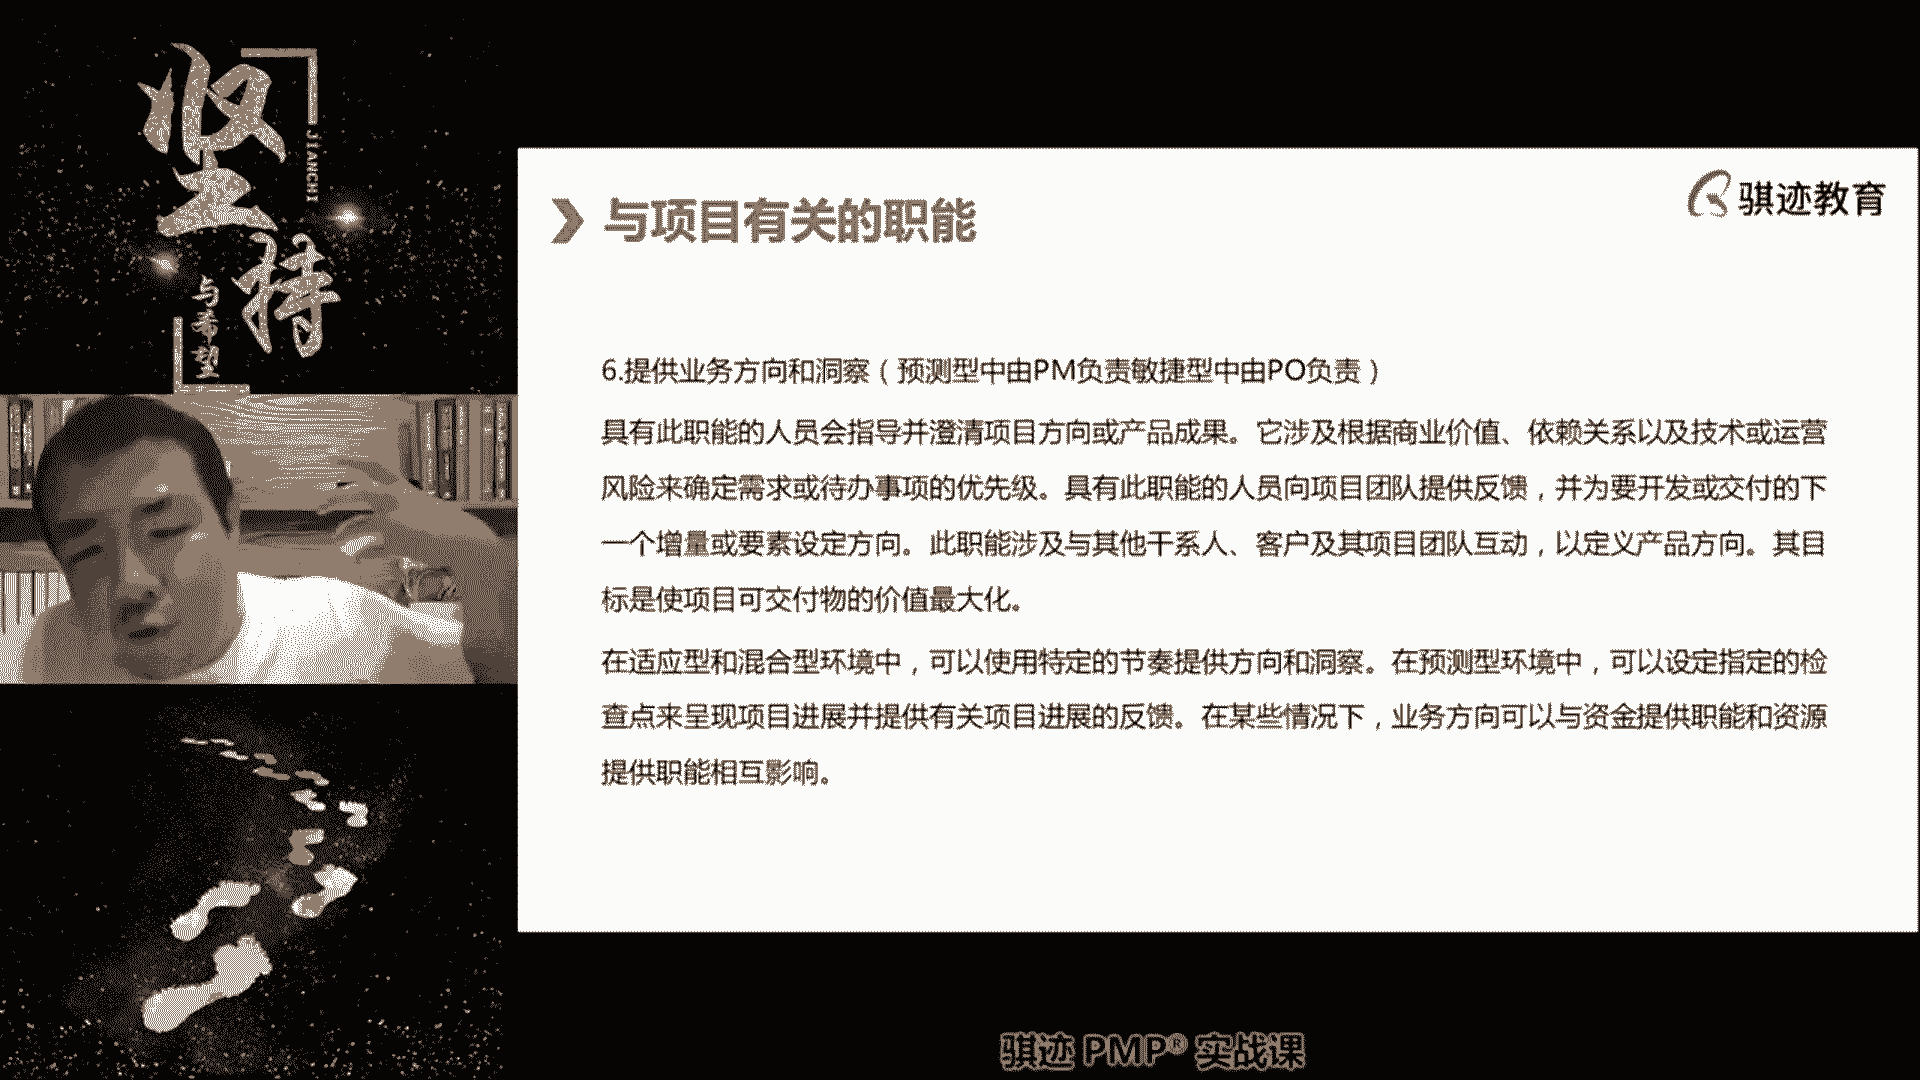 坚持
JIANCHI
与希望
骐迹教育
与项目有关的职能
6.提供业务方向和洞察（预测型中由PM负责敏捷型中由PO负责）
具有此职能的人员会指导并澄清项目方向或产品成果。它涉及根据商业价值、依赖关系以及技术或运营
风险来确定需求或待办事项的优先级。具有此职能的人员向项目团队提供反馈，并为要开发或交付的下
一个增量或要素设定方向。此职能涉及与其他干系人、客户及其项目团队互动，以定义产品方向。其目
标是使项目可交付物的价值最大化。
在适应型和混合型环境中，可以使用特定的节奏提供方向和洞察。在预测型环境中，可以设定指定的检
查点来呈现项目进展并提供有关项目进展的反馈。在某些情况下，业务方向可以与资金提供职能和资源
提供职能相互影响。
骐迹 PMP® 实战课